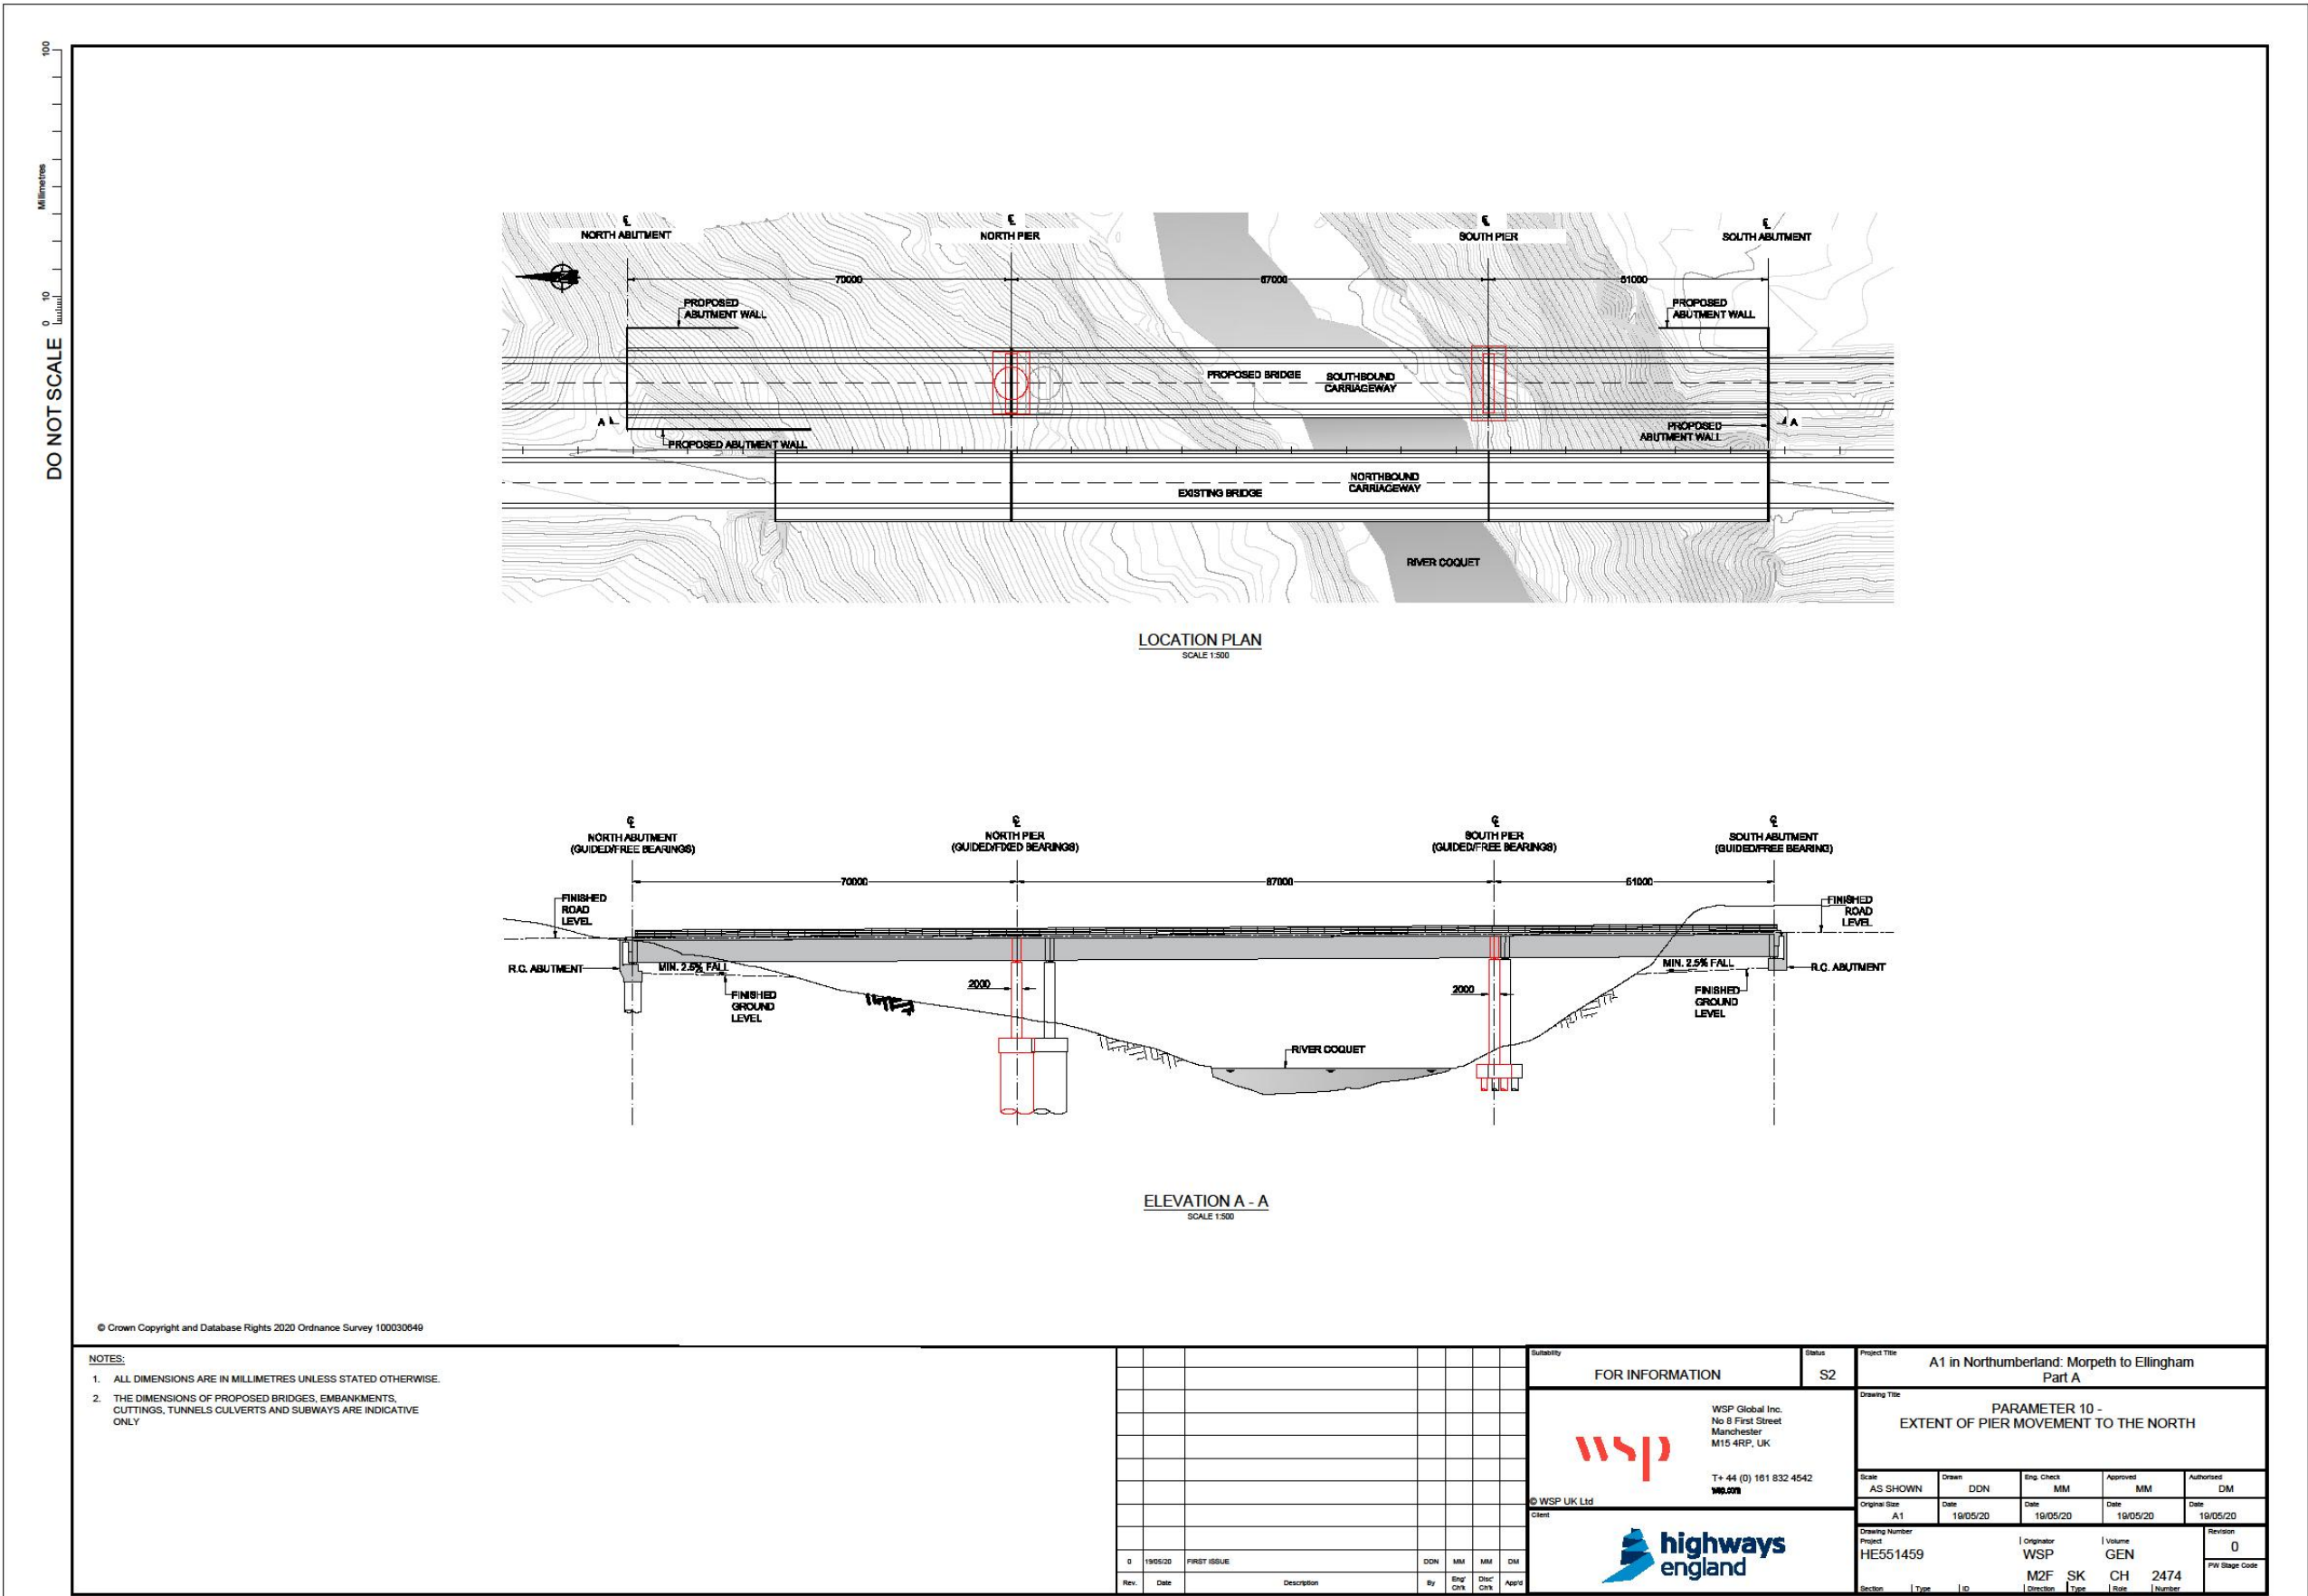 100
Millimetres
10
0
DO NOT SCALE
℄
NORTH ABUTMENT
℄
NORTH PIER
℄
SOUTH PIER
℄
SOUTH ABUTMENT
70000
87000
51000
PROPOSED
ABUTMENT WALL
PROPOSED
ABUTMENT WALL
PROPOSED BRIDGE
SOUTHBOUND
CARRIAGEWAY
A
A
PROPOSED ABUTMENT WALL
PROPOSED
ABUTMENT WALL
NORTHBOUND
CARRIAGEWAY
EXISTING BRIDGE
RIVER COQUET
LOCATION PLAN
SCALE 1:500
℄
NORTH ABUTMENT
(GUIDED/FREE BEARINGS)
℄
NORTH PIER
(GUIDED/FIXED BEARINGS)
℄
SOUTH PIER
(GUIDED/FREE BEARINGS)
℄
SOUTH ABUTMENT
(GUIDED/FREE BEARING)
70000
87000
51000
FINISHED
ROAD
LEVEL
FINISHED
ROAD
LEVEL
R.C. ABUTMENT
MIN. 2.5% FALL
MIN. 2.5% FALL
R.C. ABUTMENT
FINISHED
GROUND
LEVEL
2000
2000
FINISHED
GROUND
LEVEL
RIVER COQUET
ELEVATION A - A
SCALE 1:500
© Crown Copyright and Database Rights 2020 Ordnance Survey 100030649
NOTES:
1. ALL DIMENSIONS ARE IN MILLIMETRES UNLESS STATED OTHERWISE.
2. THE DIMENSIONS OF PROPOSED BRIDGES, EMBANKMENTS,
CUTTINGS, TUNNELS CULVERTS AND SUBWAYS ARE INDICATIVE
ONLY
0 19/05/20 FIRST ISSUE DDN MM MM DM
Rev. Date Description By Eng' Chk Disc' Chk App'd
Suitability
FOR INFORMATION
Status
S2
wsp
WSP Global Inc.
No 8 First Street
Manchester
M15 4RP, UK
T+ 44 (0) 161 832 4542
wsp.com
© WSP UK Ltd
Client
highways
england
Project Title
A1 in Northumberland: Morpeth to Ellingham
Part A
Drawing Title
PARAMETER 10 -
EXTENT OF PIER MOVEMENT TO THE NORTH
Scale Drawn Eng. Check Approved Authorised
AS SHOWN DDN MM MM DM
Original Size Date Date Date Date
A1 19/05/20 19/05/20 19/05/20 19/05/20
Drawing Number
Project Originator Volume
HE551459 WSP GEN
Revision
0
PW Stage Code
M2F SK CH 2474
Section Type ID Direction Type Role Number